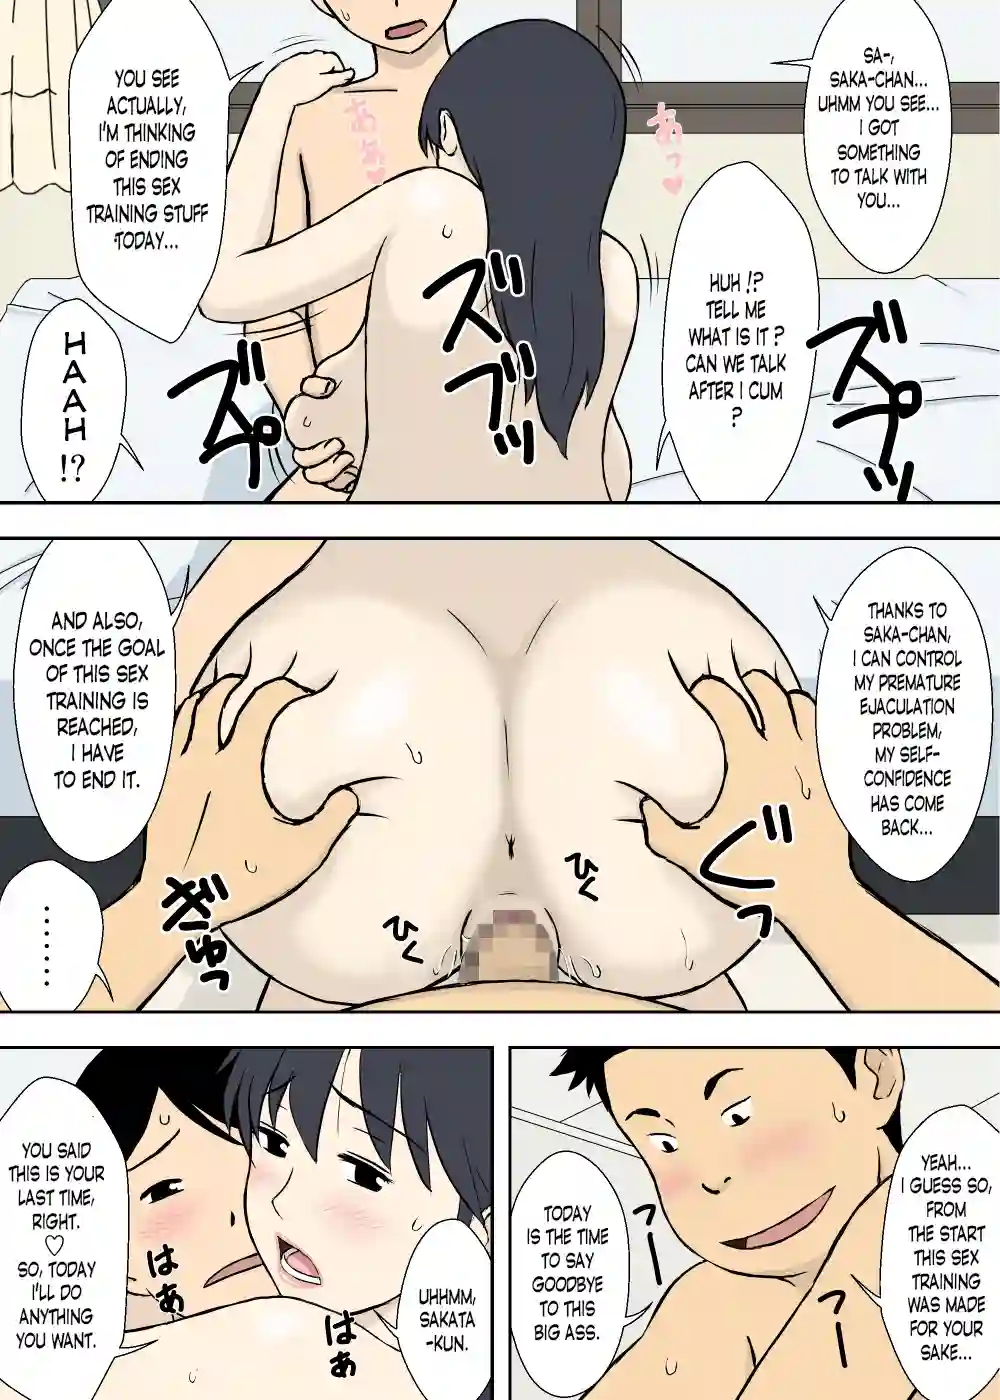 SA-,
SAKA-CHAN...
UHMM YOU SEE...
I GOT
SOMETHING
TO TALK WITH
YOU...
HUH !?
TELL ME
WHAT IS IT ?
CAN WE TALK
AFTER I CUM
?
YOU SEE
ACTUALLY,
I'M THINKING
OF ENDING
THIS SEX
TRAINING STUFF
TODAY...
HAAH
!?
あっ♥
ああ♥
ズプ
ズッ
ブッ
ズプ
THANKS TO
SAKA-CHAN,
I CAN CONTROL
MY PREMATURE
EJACULATION
PROBLEM,
MY SELF-
CONFIDENCE
HAS COME
BACK...
AND ALSO,
ONCE THE GOAL
OF THIS SEX
TRAINING IS
REACHED,
I HAVE
TO END IT.
.......
ぐっ
ひく
ひく
ぎゅっ
YEAH...
I GUESS SO,
FROM
THE START
THIS SEX
TRAINING
WAS MADE
FOR YOUR
SAKE...
TODAY
IS THE TIME
TO SAY
GOODBYE
TO THIS
BIG ASS.
っー
っー
UHHMM,
SAKATA
-KUN.
YOU SAID
THIS IS YOUR
LAST TIME,
RIGHT.
♡
SO, TODAY
I'LL DO
ANYTHING
YOU WANT.
はぁ
はぁ